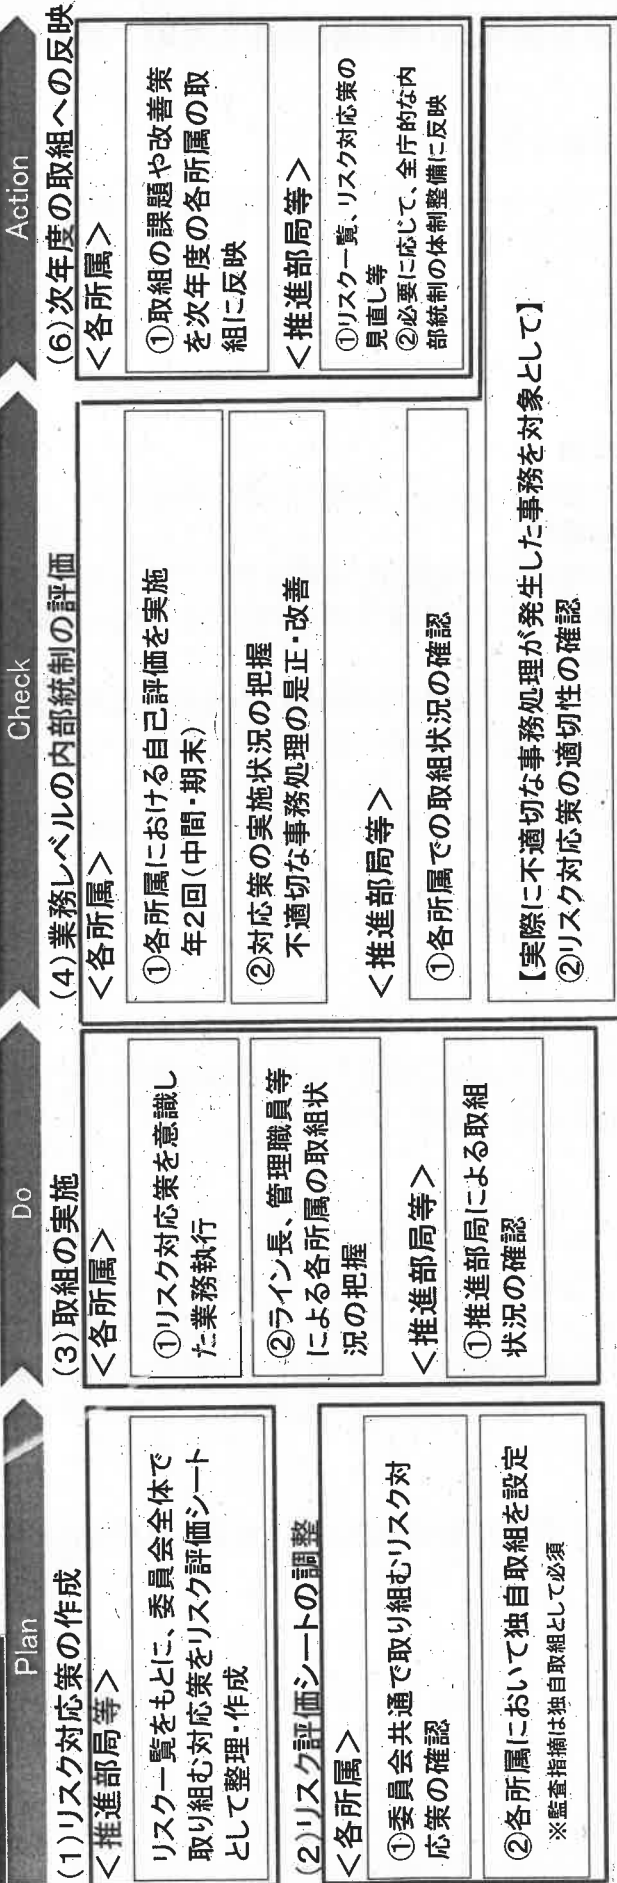 Plan
(1)リスク対応策の作成
＜推進部局等＞
リスク一覧をもとに、委員会全体で
取り組む対応策をリスク評価シート
として整理・作成
(2)リスク評価シートの調整
＜各所属＞
①委員会共通で取り組むリスク対
応策の確認
②各所属において独自取組を設定
※監査指摘は独自取組として必須
Do
(3)取組の実施
＜各所属＞
①リスク対応策を意識し
た業務執行
②ライン長、管理職員等
による各所属の取組状
況の把握
＜推進部局等＞
①推進部局による取組
状況の確認
Check
(4)業務レベルの内部統制の評価
＜各所属＞
①各所属における自己評価を実施
年2回(中間・期末)
②対応策の実施状況の把握
不適切な事務処理の是正・改善
＜推進部局等＞
①各所属での取組状況の確認
【実際に不適切な事務処理が発生した事務を対象として】
②リスク対応策の適切性の確認
Action
(6)次年度の取組への反映
＜各所属＞
①取組の課題や改善策
を次年度の各所属の取
組に反映
＜推進部局等＞
①リスク一覧、リスク対応策の
見直し等
②必要に応じて、全庁的な内
部統制の体制整備に反映